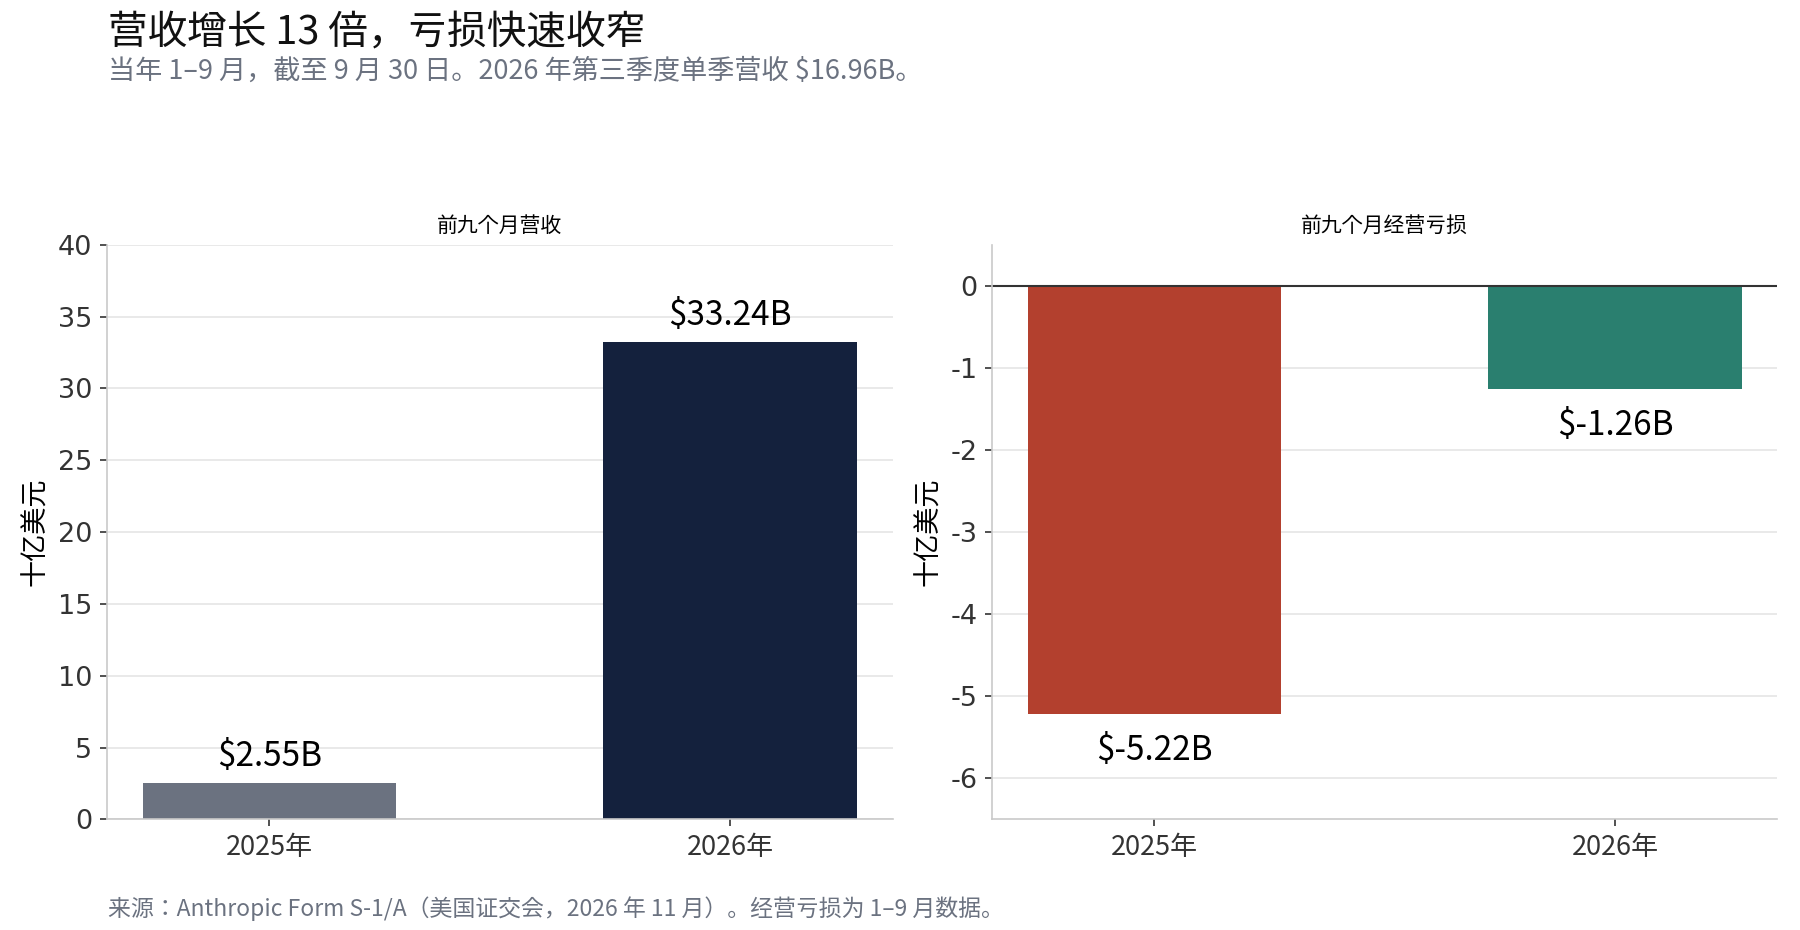 营收增长 13 倍，亏损快速收窄
当年 1–9 月，截至 9 月 30 日。2026 年第三季度单季营收 $16.96B。
前九个月营收
十亿美元
40
35
30
25
20
15
10
5
0
$2.55B
$33.24B
2025年
2026年
前九个月经营亏损
十亿美元
0
-1
-2
-3
-4
-5
-6
$-5.22B
$-1.26B
2025年
2026年
来源：Anthropic Form S-1/A（美国证交会，2026 年 11 月）。经营亏损为 1–9 月数据。